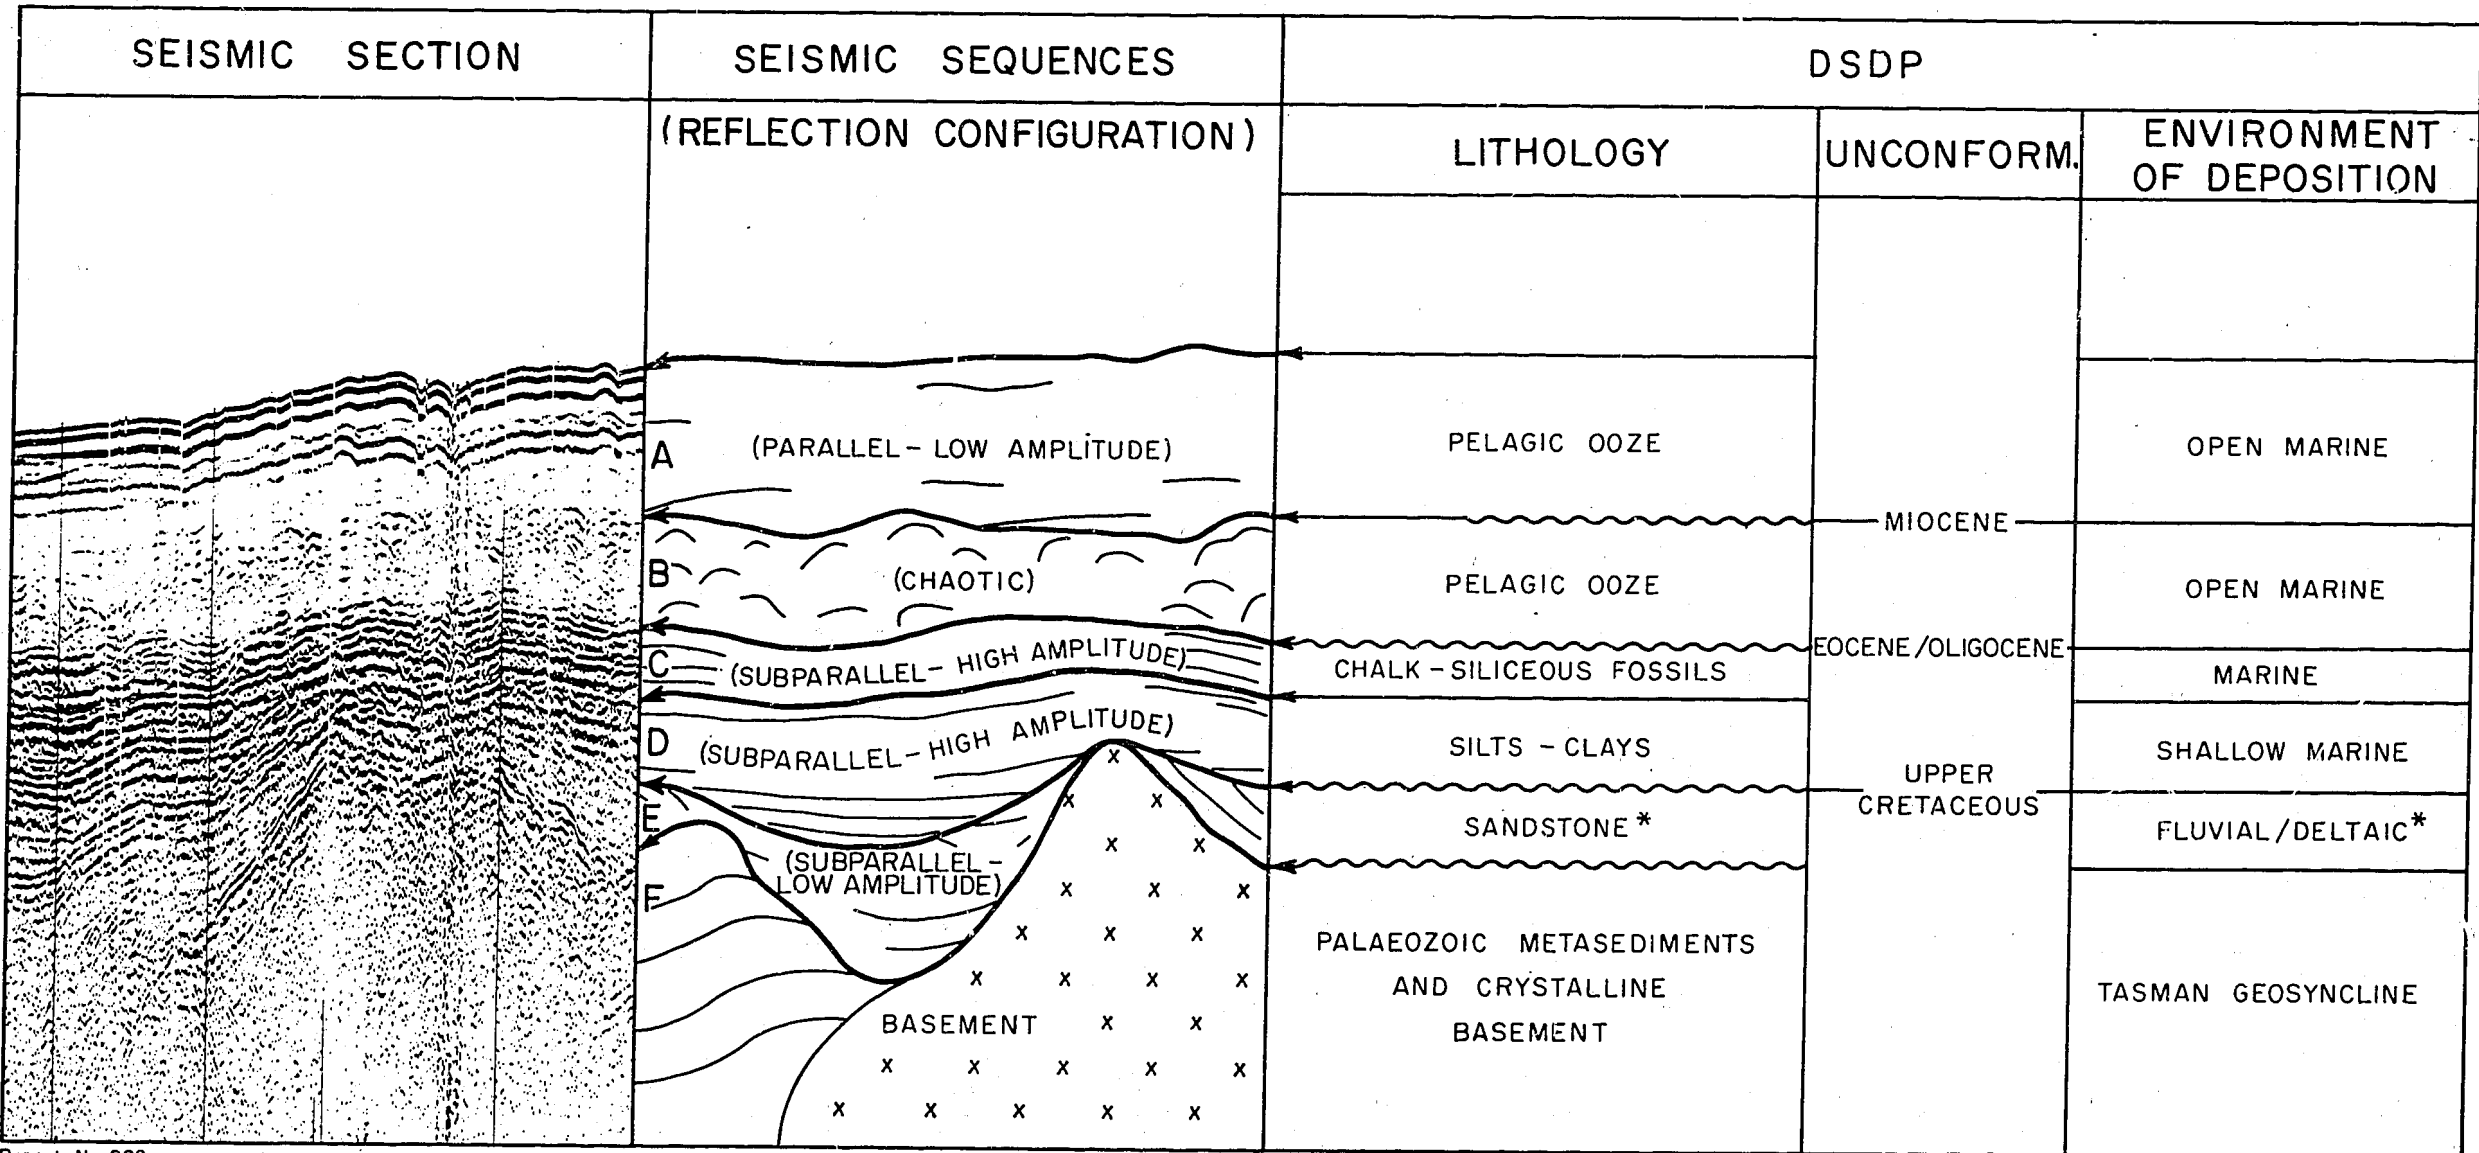 SEISMIC SECTION
SEISMIC SEQUENCES
DSDP
(REFLECTION CONFIGURATION)
LITHOLOGY
UNCONFORM.
ENVIRONMENT
OF DEPOSITION
A
(PARALLEL - LOW AMPLITUDE)
PELAGIC OOZE
OPEN MARINE
MIOCENE
B
(CHAOTIC)
PELAGIC OOZE
OPEN MARINE
EOCENE/OLIGOCENE
C
(SUBPARALLEL - HIGH AMPLITUDE)
CHALK - SILICEOUS FOSSILS
MARINE
D
(SUBPARALLEL - HIGH AMPLITUDE)
SILTS - CLAYS
SHALLOW MARINE
UPPER
CRETACEOUS
E
(SUBPARALLEL -
LOW AMPLITUDE)
SANDSTONE*
FLUVIAL/DELTAIC*
F
BASEMENT
PALAEOZOIC METASEDIMENTS
AND CRYSTALLINE
BASEMENT
TASMAN GEOSYNCLINE